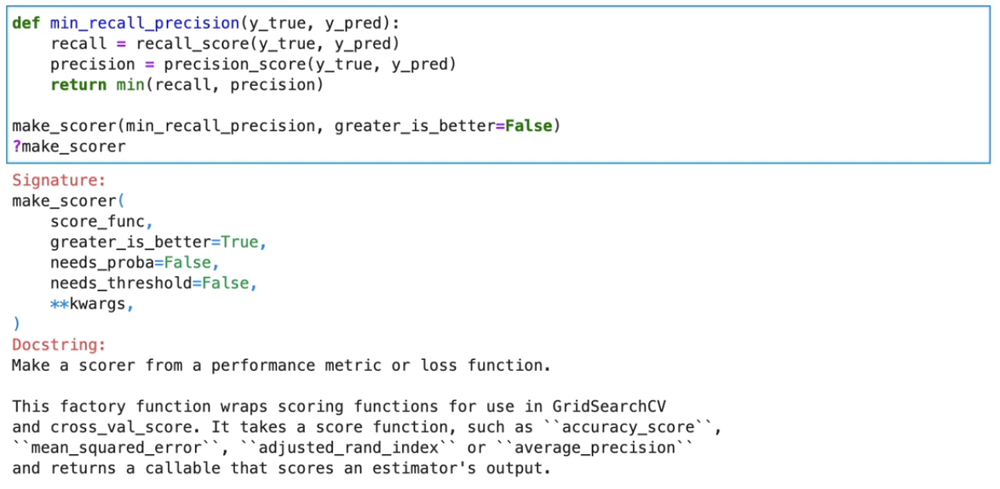 def min_recall_precision(y_true, y_pred):
    recall = recall_score(y_true, y_pred)
    precision = precision_score(y_true, y_pred)
    return min(recall, precision)

make_scorer(min_recall_precision, greater_is_better=False)
?make_scorer
Signature:
make_scorer(
    score_func,
    greater_is_better=True,
    needs_proba=False,
    needs_threshold=False,
    **kwargs,
)
Docstring:
Make a scorer from a performance metric or loss function.

This factory function wraps scoring functions for use in GridSearchCV
and cross_val_score. It takes a score function, such as ``accuracy_score``,
``mean_squared_error``, ``adjusted_rand_index`` or ``average_precision``
and returns a callable that scores an estimator's output.